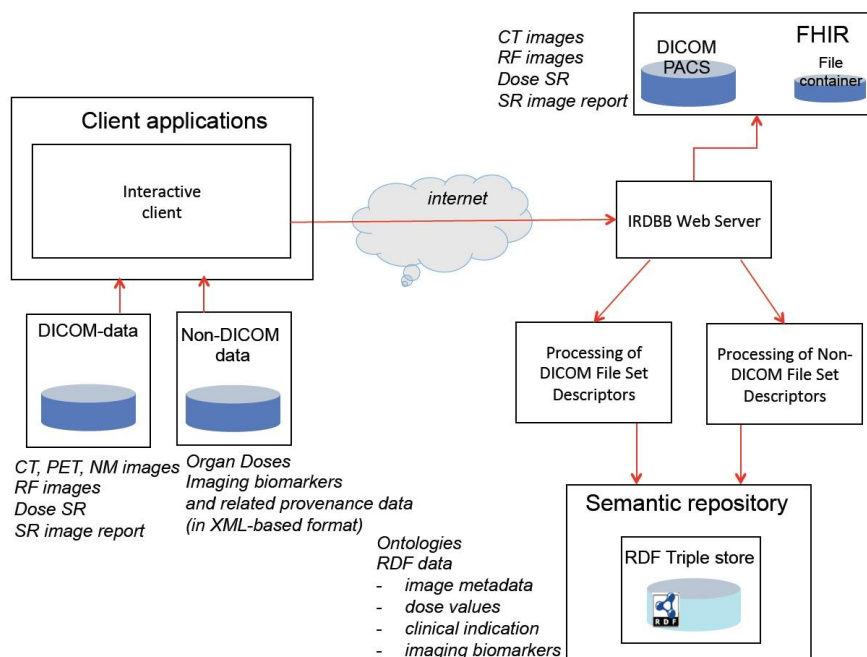 CT images
RF images
Dose SR
SR image report
DICOM
PACS
FHIR
File
container
Client applications
Interactive
client
internet
IRDBB Web Server
DICOM-data
Non-DICOM
data
CT, PET, NM images
RF images
Dose SR
SR image report
Organ Doses
Imaging biomarkers
and related provenance data
(in XML-based format)
Processing of
DICOM File Set
Descriptors
Processing of Non-
DICOM File Set
Descriptors
Semantic repository
RDF Triple store
RDF
Ontologies
RDF data
- image metadata
- dose values
- clinical indication
- imaging biomarkers